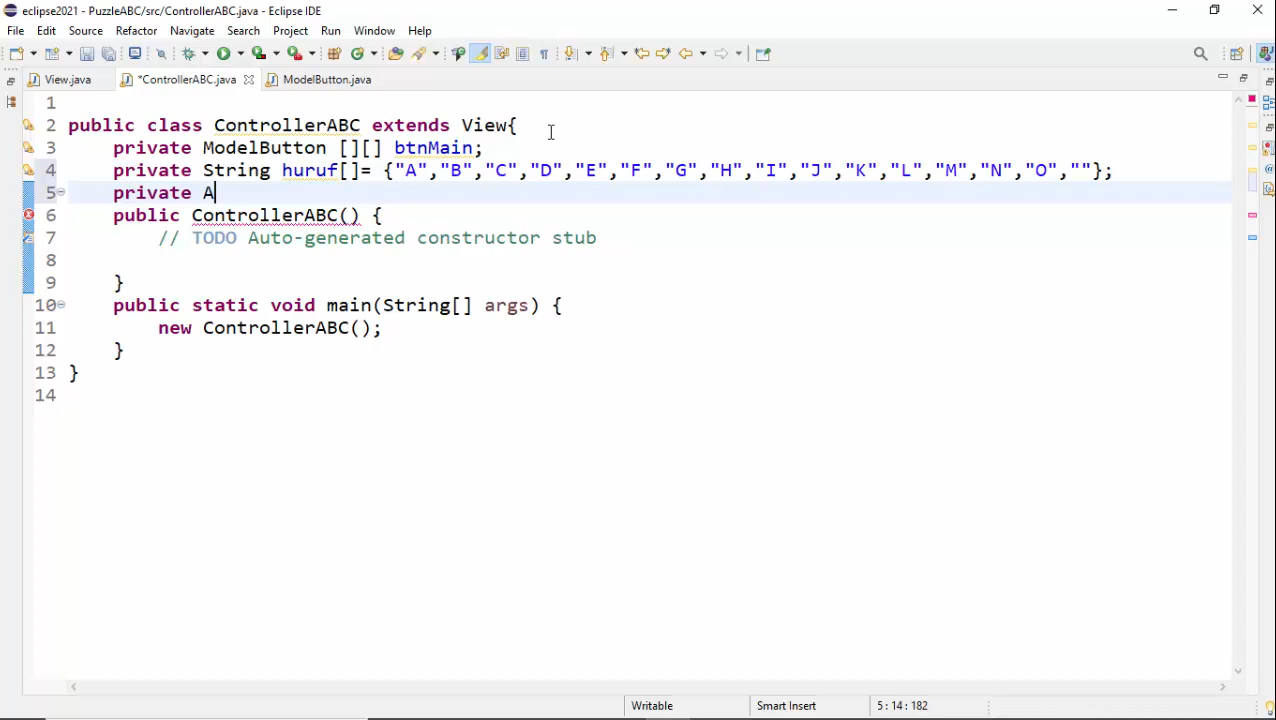 eclipse2021 - PuzzleABC/src/ControllerABC.java - Eclipse IDE
File Edit Source Refactor Navigate Search Project Run Window Help
View.java *ControllerABC.java ModelButton.java
1
2 public class ControllerABC extends View{
3 private ModelButton [][] btnMain;
4 private String huruf[]= {"A","B","C","D","E","F","G","H","I","J","K","L","M","N","O",""};
5 private A
6 public ControllerABC() {
7 // TODO Auto-generated constructor stub
8
9 }
10 public static void main(String[] args) {
11 new ControllerABC();
12 }
13 }
14
Writable Smart Insert 5 : 14 : 182